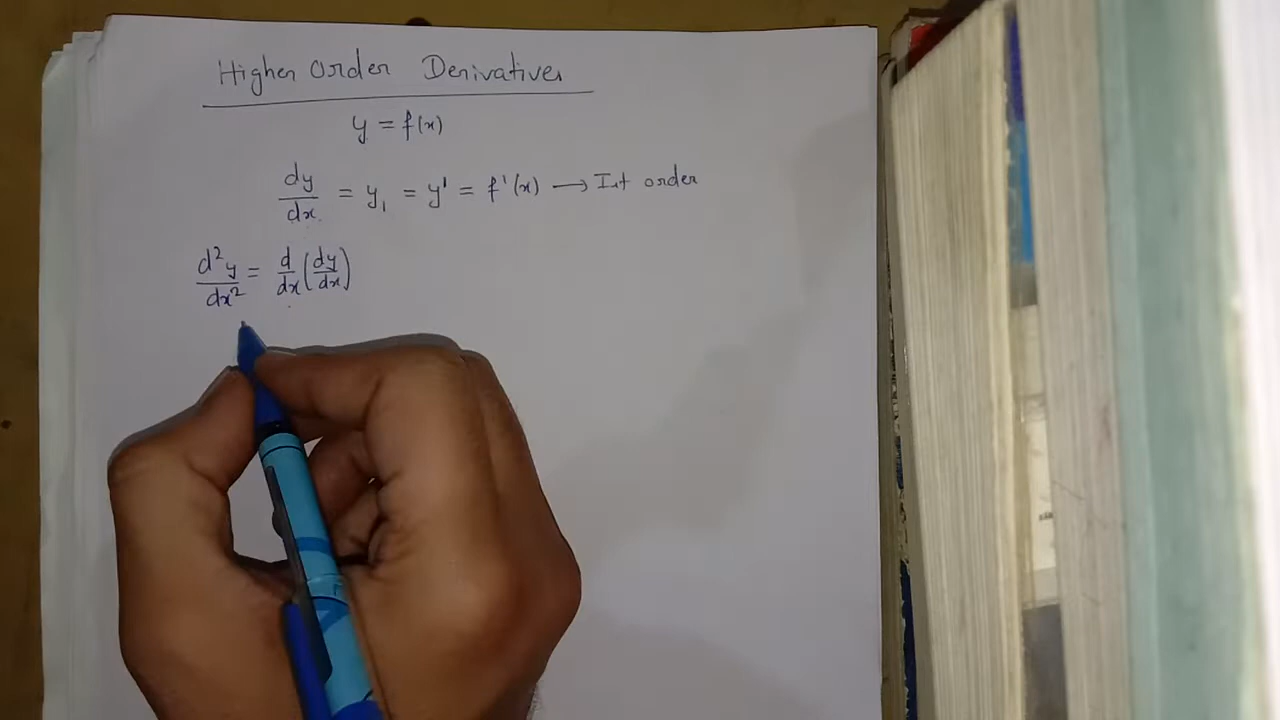 Higher Order Derivatives
y = f(x)
dy/dx = y₁ = y' = f'(x) → Ist order
d²y/dx² = d/dx (dy/dx)